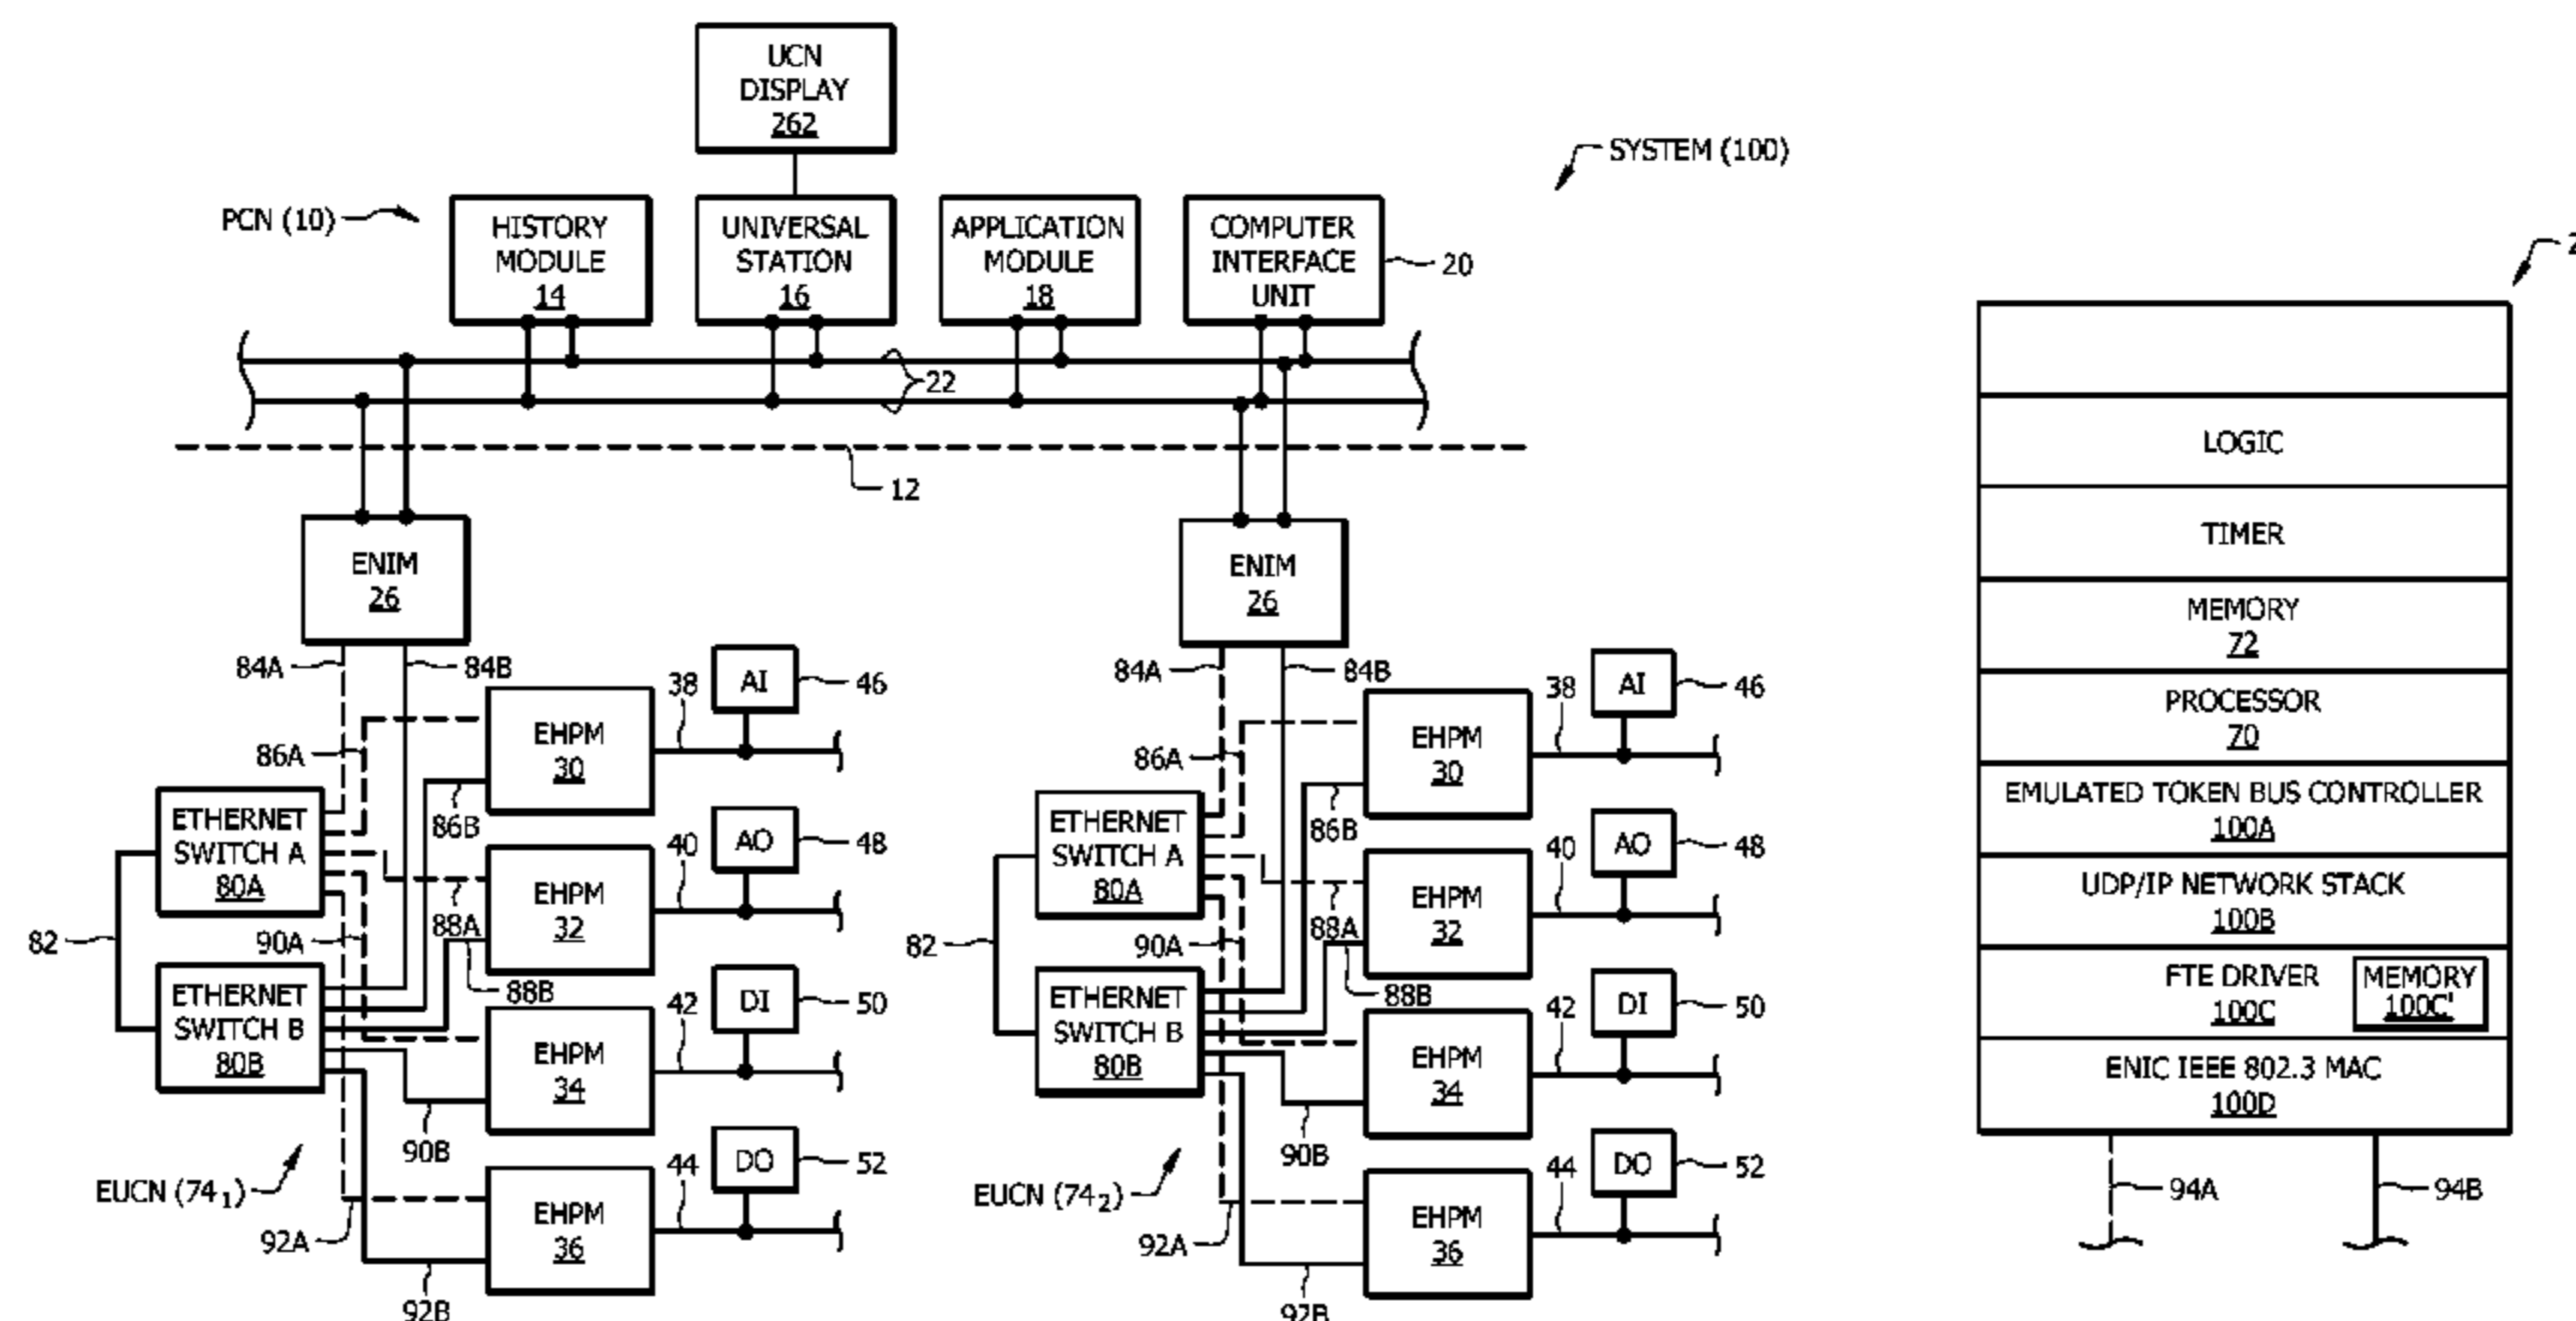 UCN
DISPLAY
262
SYSTEM (100)
PCN (10)
HISTORY
MODULE
14
UNIVERSAL
STATION
16
APPLICATION
MODULE
18
COMPUTER
INTERFACE
UNIT
20
22
12
ENIM
26
84A
84B
86A
86B
ETHERNET
SWITCH A
80A
82
88A
90A
ETHERNET
SWITCH B
80B
88B
90B
EUCN (74₁)
92A
92B
EHPM
30
38
AI
46
EHPM
32
40
AO
48
EHPM
34
42
DI
50
EHPM
36
44
DO
52
ENIM
26
84A
84B
86A
86B
ETHERNET
SWITCH A
80A
82
88A
90A
ETHERNET
SWITCH B
80B
88B
90B
EUCN (74₂)
92A
92B
EHPM
30
38
AI
46
EHPM
32
40
AO
48
EHPM
34
42
DI
50
EHPM
36
44
DO
52
LOGIC
TIMER
MEMORY
72
PROCESSOR
70
EMULATED TOKEN BUS CONTROLLER
100A
UDP/IP NETWORK STACK
100B
FTE DRIVER
100C
MEMORY
100C'
ENIC IEEE 802.3 MAC
100D
94A
94B